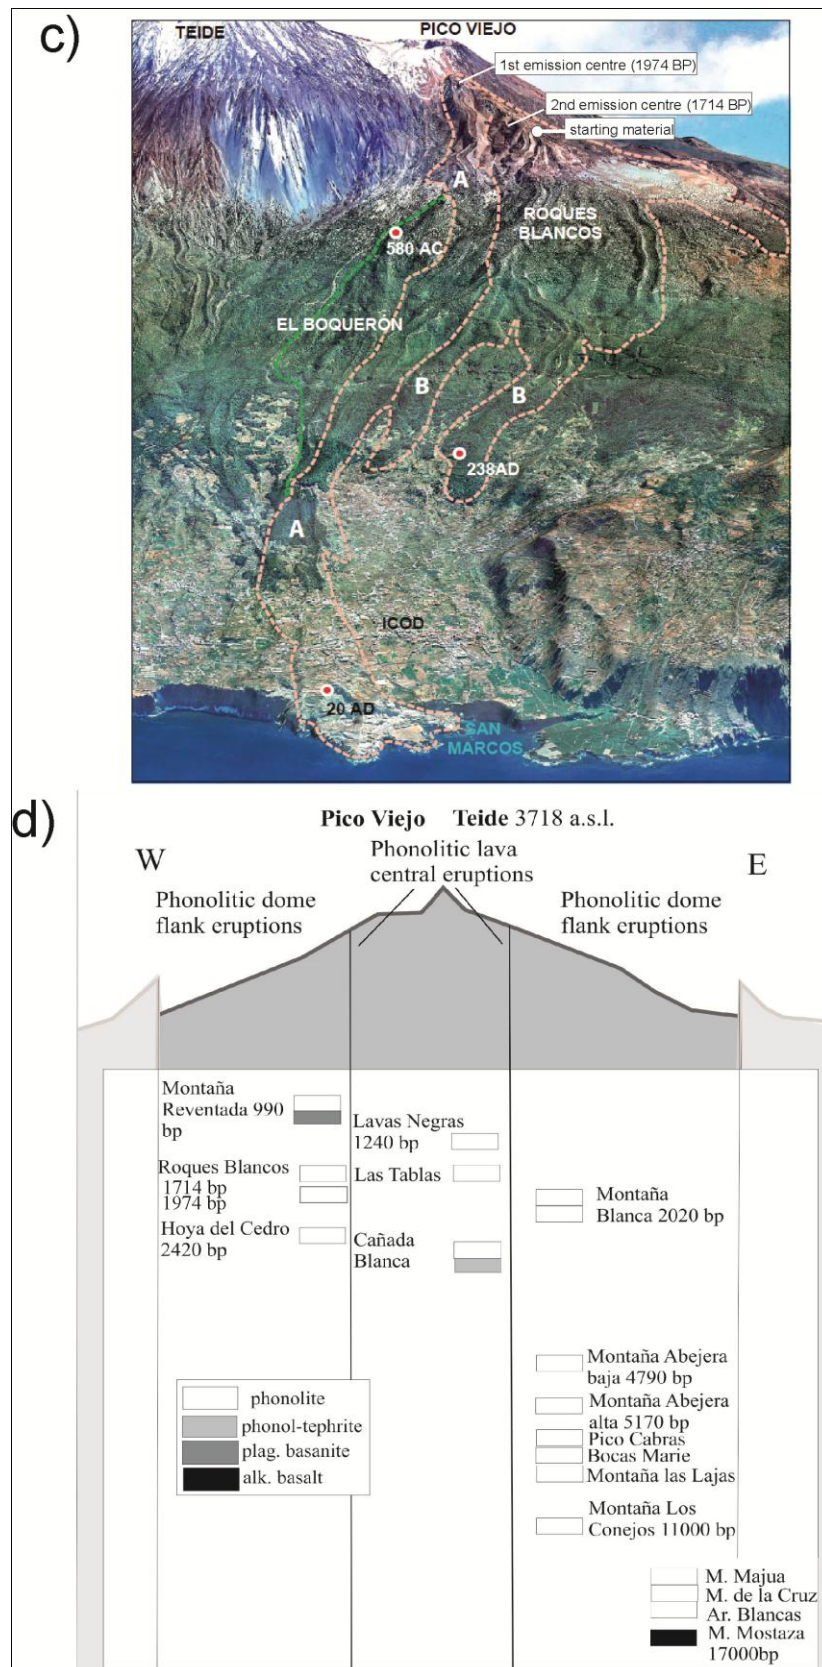 c)
TEIDE
PICO VIEJO
1st emission centre (1974 BP)
2nd emission centre (1714 BP)
starting material
A
ROQUES
BLANCOS
580 AC
EL BOQUERÓN
B
B
238AD
A
ICOD
20 AD
SAN
MARCOS
d)
Pico Viejo Teide 3718 a.s.l.
W
Phonolitic lava
central eruptions
E
Phonolitic dome
flank eruptions
Phonolitic dome
flank eruptions
Montaña
Reventada 990
bp
Lavas Negras
1240 bp
Roques Blancos
1714 bp
1974 bp
Las Tablas
Montaña
Blanca 2020 bp
Hoya del Cedro
2420 bp
Cañada
Blanca
Montaña Abejera
baja 4790 bp
Montaña Abejera
alta 5170 bp
Pico Cabras
Bocas Marie
Montaña las Lajas
Montaña Los
Conejos 11000 bp
phonolite
phonol-tephrite
plag. basanite
alk. basalt
M. Majua
M. de la Cruz
Ar. Blancas
M. Mostaza
17000bp